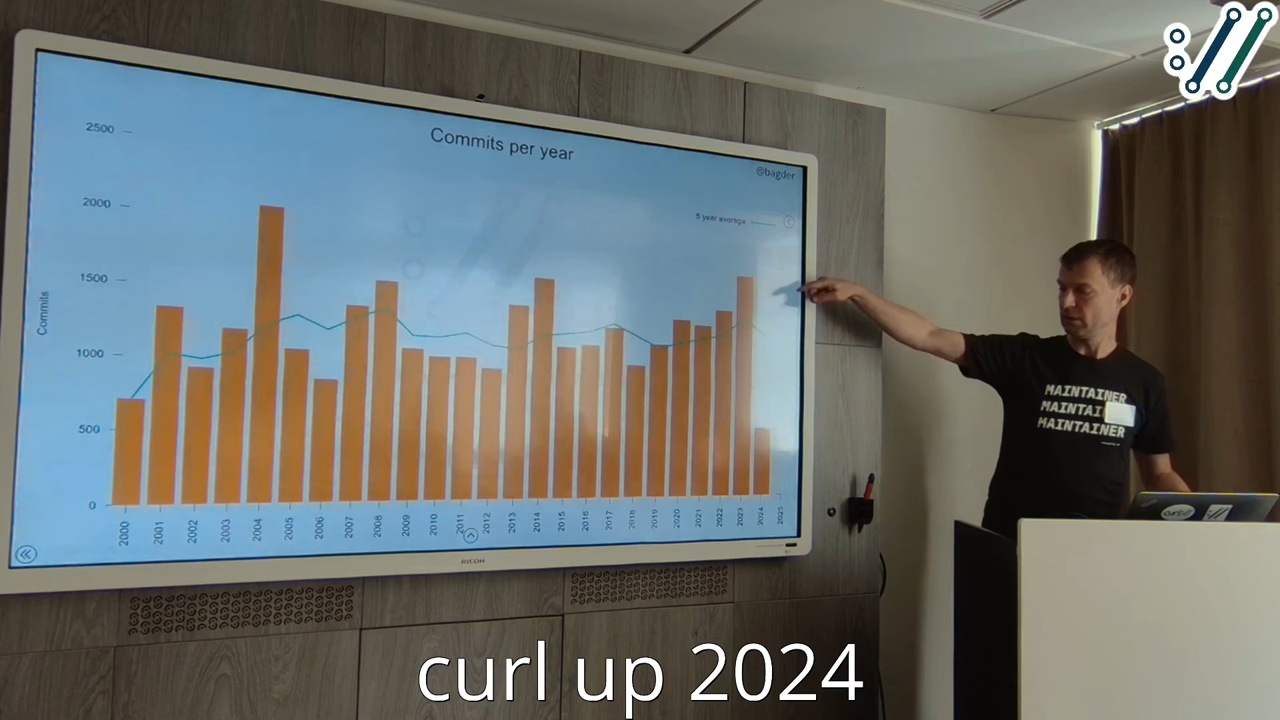 Commits per year
@bagder
5 year average
2500
2000
1500
1000
500
0
Commits
2000 2001 2002 2003 2004 2005 2006 2007 2008 2009 2010 2011 2012 2013 2014 2015 2016 2017 2018 2019 2020 2021 2022 2023 2024 2025
RICOH
MAINTAINER
MAINTAI
MAINTAINER
curl
curl up 2024